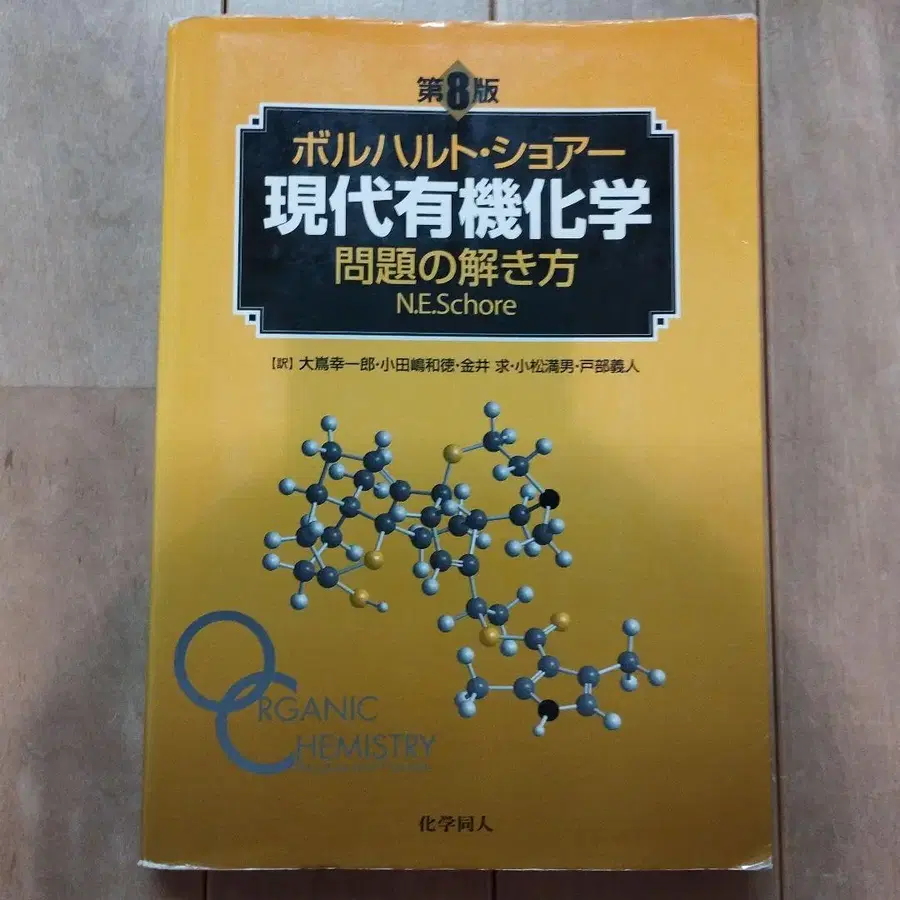 第8版
ボルハルト・ショアー
現代有機化学
問題の解き方
N.E.Schore
【訳】大嶌幸一郎・小田嶋和徳・金井 求・小松満男・戸部義人
ORGANIC
CHEMISTRY
化学同人